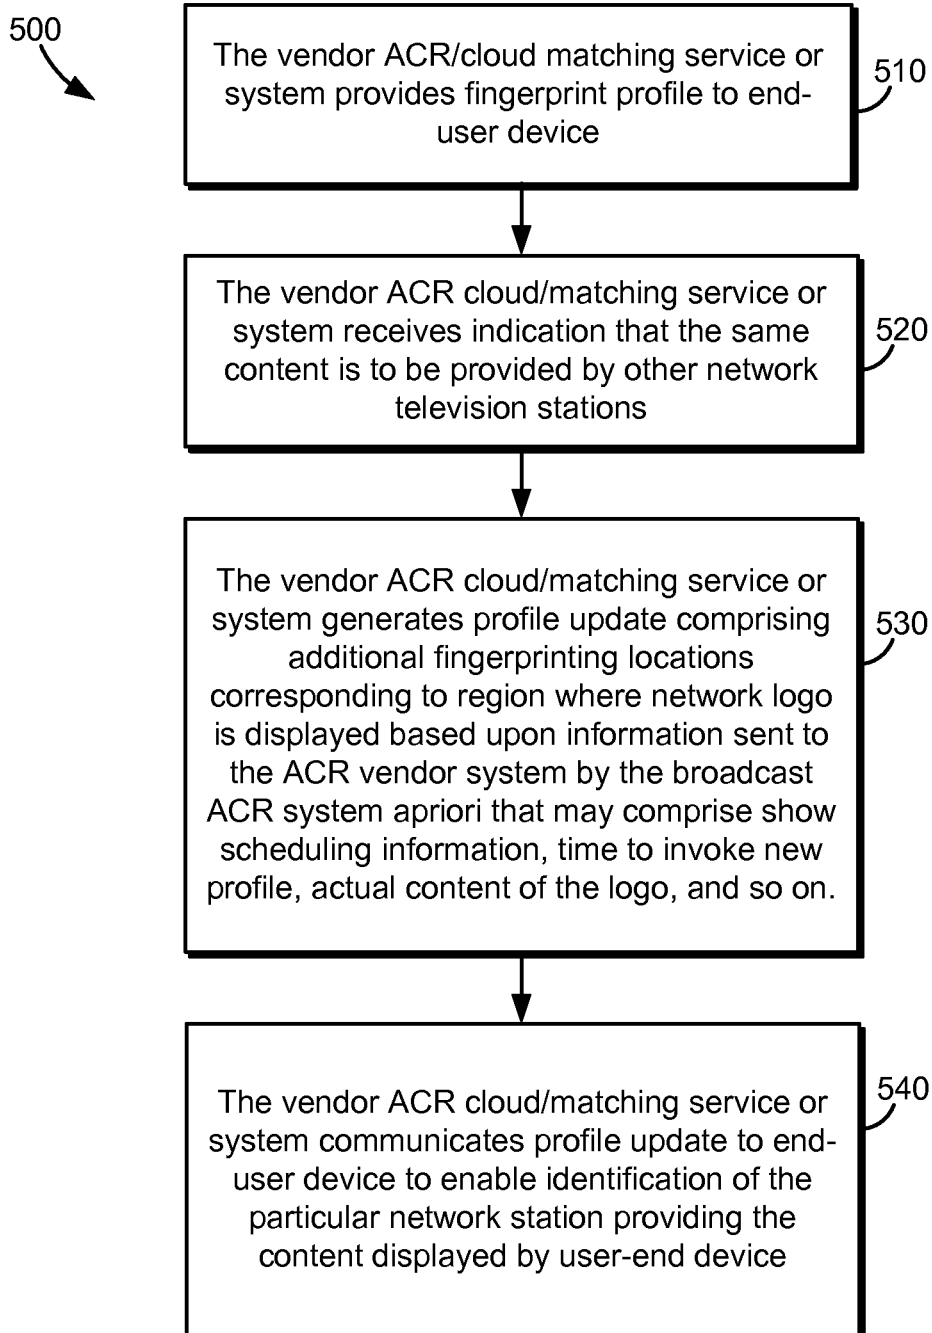 500
The vendor ACR/cloud matching service or
system provides fingerprint profile to end-
user device
510
The vendor ACR cloud/matching service or
system receives indication that the same
content is to be provided by other network
television stations
520
The vendor ACR cloud/matching service or
system generates profile update comprising
additional fingerprinting locations
corresponding to region where network logo
is displayed based upon information sent to
the ACR vendor system by the broadcast
ACR system apriori that may comprise show
scheduling information, time to invoke new
profile, actual content of the logo, and so on.
530
The vendor ACR cloud/matching service or
system communicates profile update to end-
user device to enable identification of the
particular network station providing the
content displayed by user-end device
540